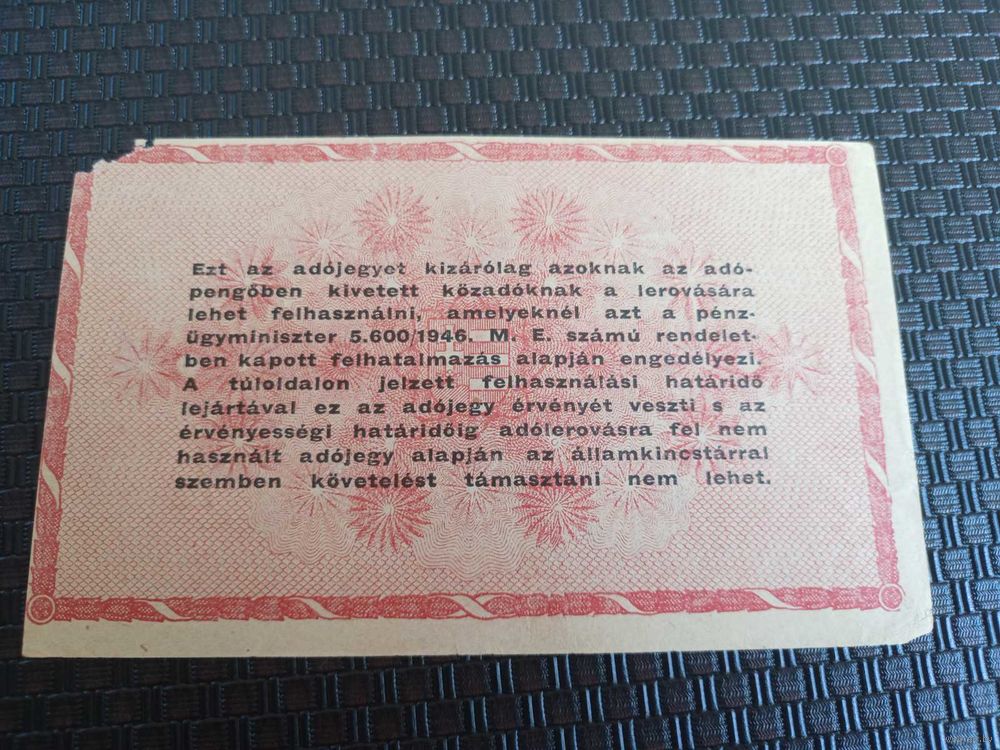 Ezt az adójegyet kizárólag azoknak az adó-
pengőben kivetett közadóknak a lerovására
lehet felhasználni, amelyeknél azt a pénz-
ügyminiszter 5.600/1946. M. E. számú rendelet-
ben kapott felhatalmazás alapján engedélyezi.
A túloldalon jelzett felhasználási határidő
lejártával ez az adójegy érvényét veszti s az
érvényességi határidőig adólerovásra fel nem
használt adójegy alapján az államkincstárral
szemben követelést támasztani nem lehet.